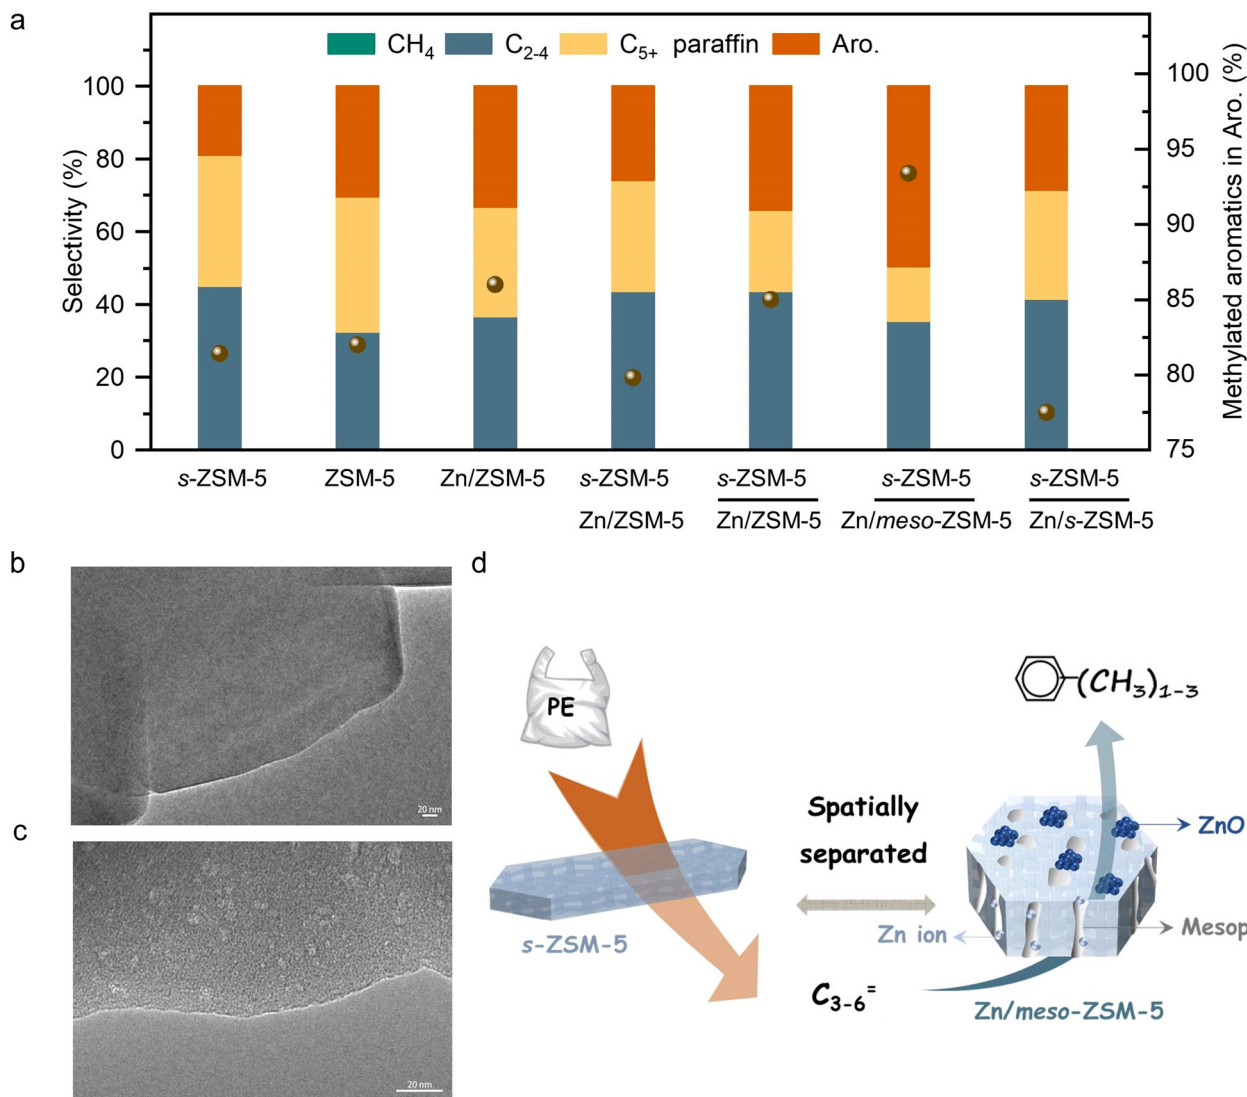 a
CH4 C2-4 C5+ paraffin Aro.
Selectivity (%)
100
80
60
40
20
0
Methylated aromatics in Aro. (%)
100
95
90
85
80
75
s-ZSM-5 ZSM-5 Zn/ZSM-5 s-ZSM-5 s-ZSM-5 s-ZSM-5 s-ZSM-5
Zn/ZSM-5 Zn/ZSM-5 Zn/meso-ZSM-5 Zn/s-ZSM-5
b
20 nm
c
20 nm
d
PE
s-ZSM-5
Spatially
separated
C3-6=
(CH3)1-3
ZnO
Zn ion
Mesop
Zn/meso-ZSM-5